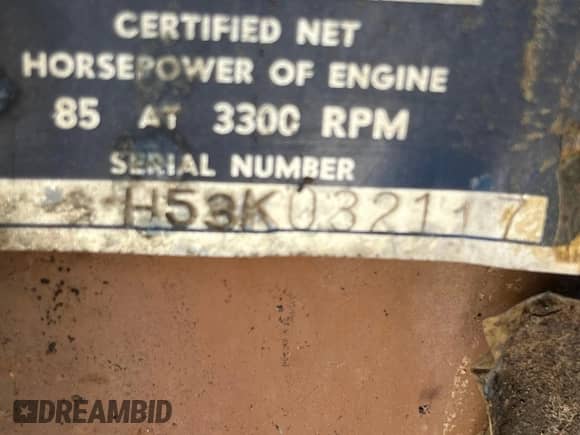 CERTIFIED NET
HORSEPOWER OF ENGINE
85 AT 3300 RPM
SERIAL NUMBER
H53K032117
DREAMBID